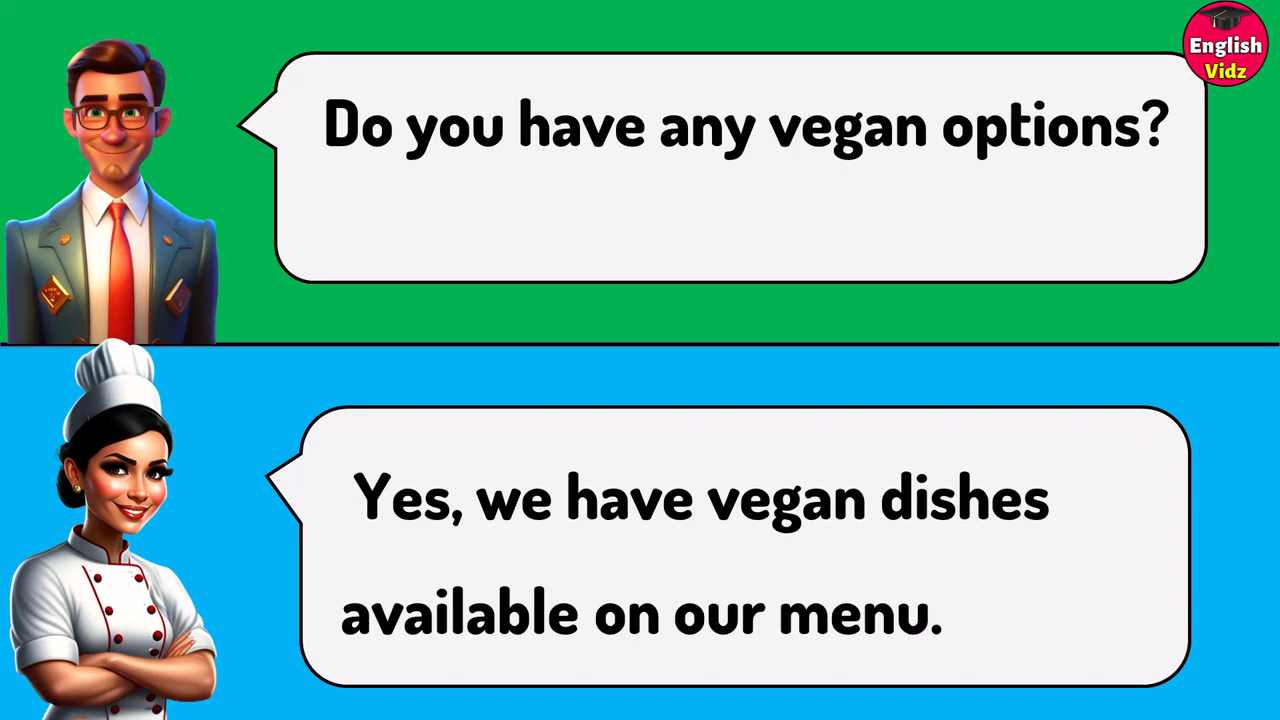 English
Vidz
Do you have any vegan options?
Yes, we have vegan dishes
available on our menu.